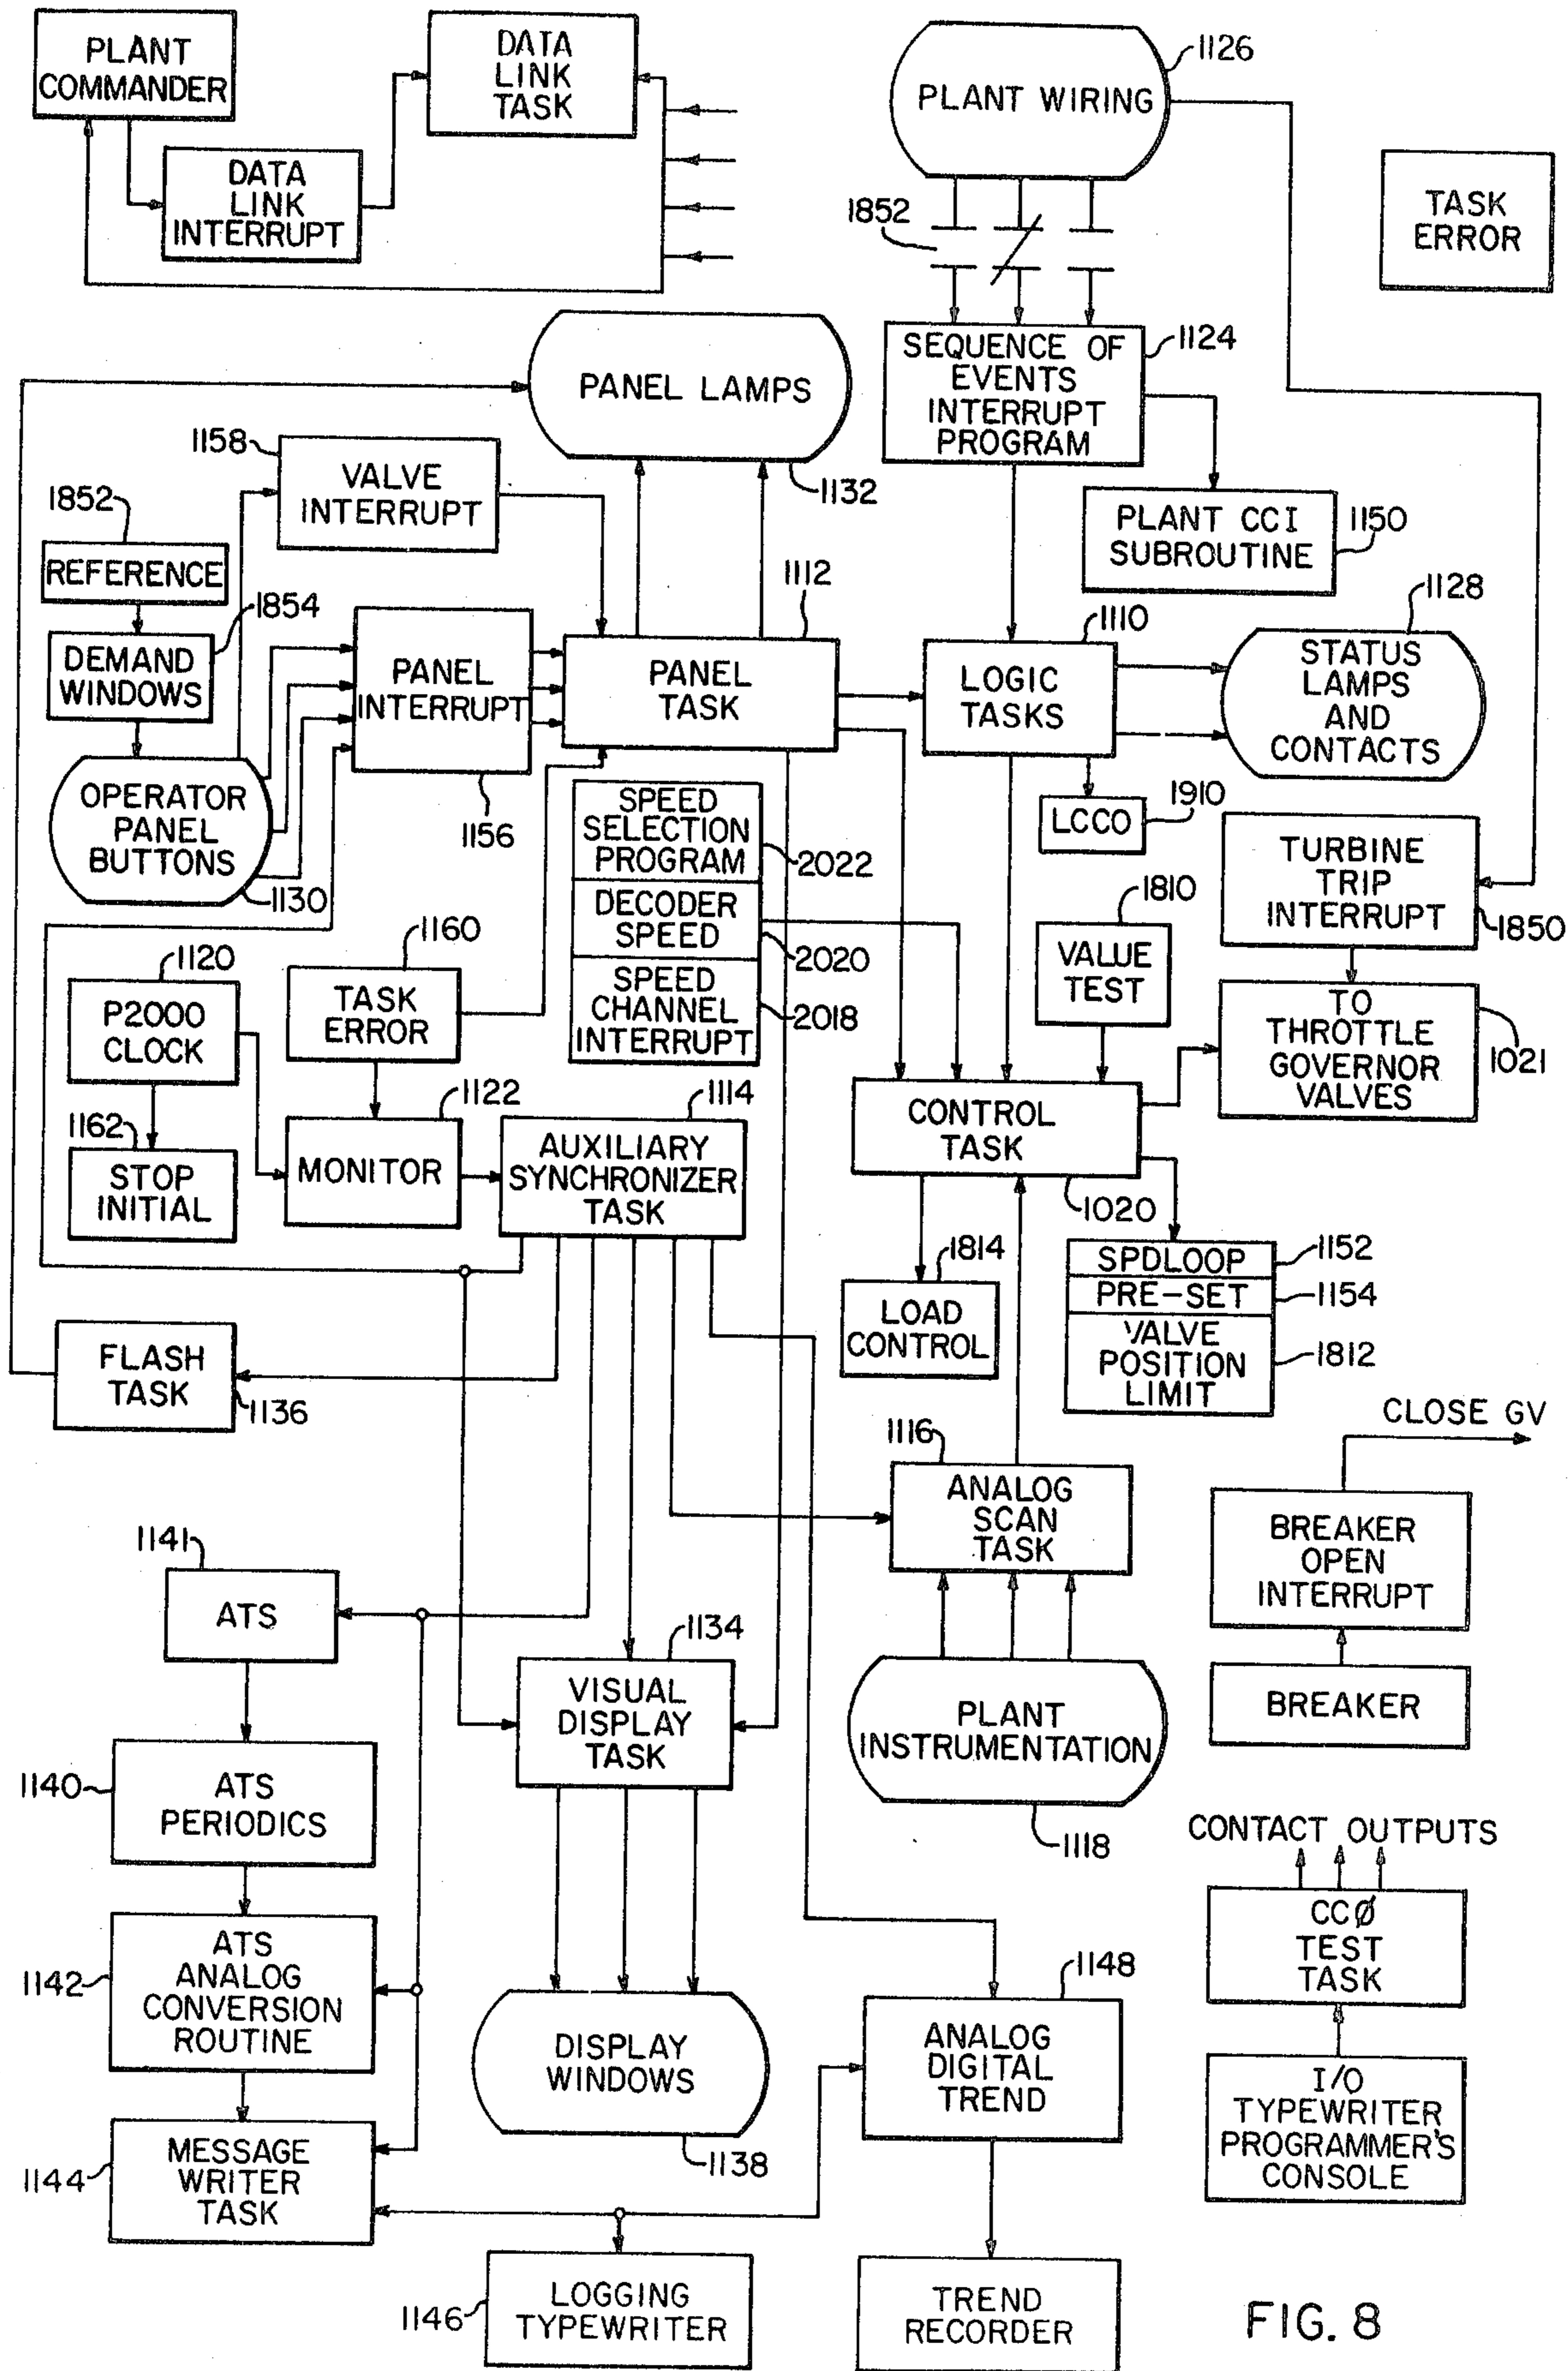 PLANT
COMMANDER
DATA
LINK
TASK
DATA
LINK
INTERRUPT
PLANT WIRING
1126
TASK
ERROR
1852
SEQUENCE OF
EVENTS
INTERRUPT
PROGRAM
1124
PANEL LAMPS
1132
1158
VALVE
INTERRUPT
PLANT CCI
SUBROUTINE
1150
1852
REFERENCE
1854
DEMAND
WINDOWS
PANEL
INTERRUPT
1156
1112
PANEL
TASK
1110
LOGIC
TASKS
1128
STATUS
LAMPS
AND
CONTACTS
OPERATOR
PANEL
BUTTONS
1130
SPEED
SELECTION
PROGRAM
2022
DECODER
SPEED
2020
SPEED
CHANNEL
INTERRUPT
2018
LCCO
1910
TURBINE
TRIP
INTERRUPT
1850
1810
VALUE
TEST
1120
P2000
CLOCK
1160
TASK
ERROR
TO
THROTTLE
GOVERNOR
VALVES
1021
1162
STOP
INITIAL
1122
MONITOR
1114
AUXILIARY
SYNCHRONIZER
TASK
CONTROL
TASK
1020
1814
LOAD
CONTROL
SPDLOOP
1152
PRE-SET
1154
VALVE
POSITION
LIMIT
1812
FLASH
TASK
1136
CLOSE GV
1116
ANALOG
SCAN
TASK
BREAKER
OPEN
INTERRUPT
1141
ATS
1134
VISUAL
DISPLAY
TASK
PLANT
INSTRUMENTATION
1118
BREAKER
1140
ATS
PERIODICS
CONTACT OUTPUTS
CCØ
TEST
TASK
1142
ATS
ANALOG
CONVERSION
ROUTINE
DISPLAY
WINDOWS
1138
1148
ANALOG
DIGITAL
TREND
I/O
TYPEWRITER
PROGRAMMER'S
CONSOLE
1144
MESSAGE
WRITER
TASK
1146
LOGGING
TYPEWRITER
TREND
RECORDER
FIG. 8